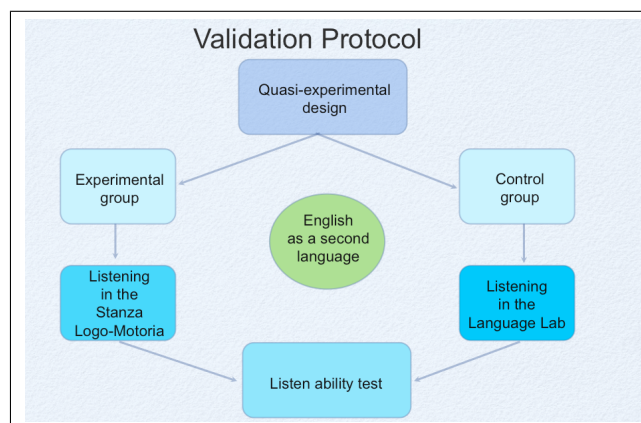 Validation Protocol
Quasi-experimental
design
Experimental
group
Control
group
English
as a second
language
Listening
in the
Stanza
Logo-Motoria
Listening
in the
Language Lab
Listen ability test